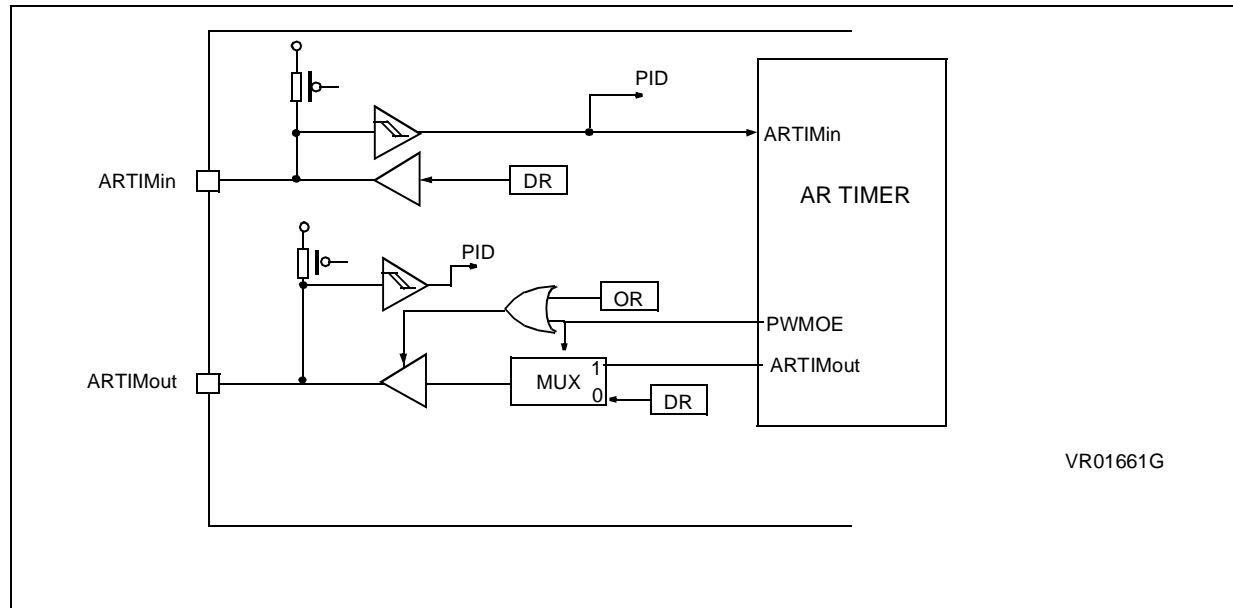 PID
ARTIMin
ARTIMin
DR
AR TIMER
PID
OR
PWMOE
ARTIMout
MUX
1
0
ARTIMout
DR
VR01661G